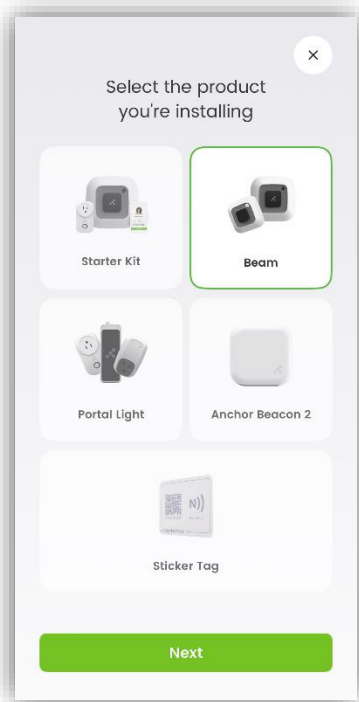 Select the product
you're installing
Starter Kit
Beam
Portal Light
Anchor Beacon 2
N
Sticker Tag
Next